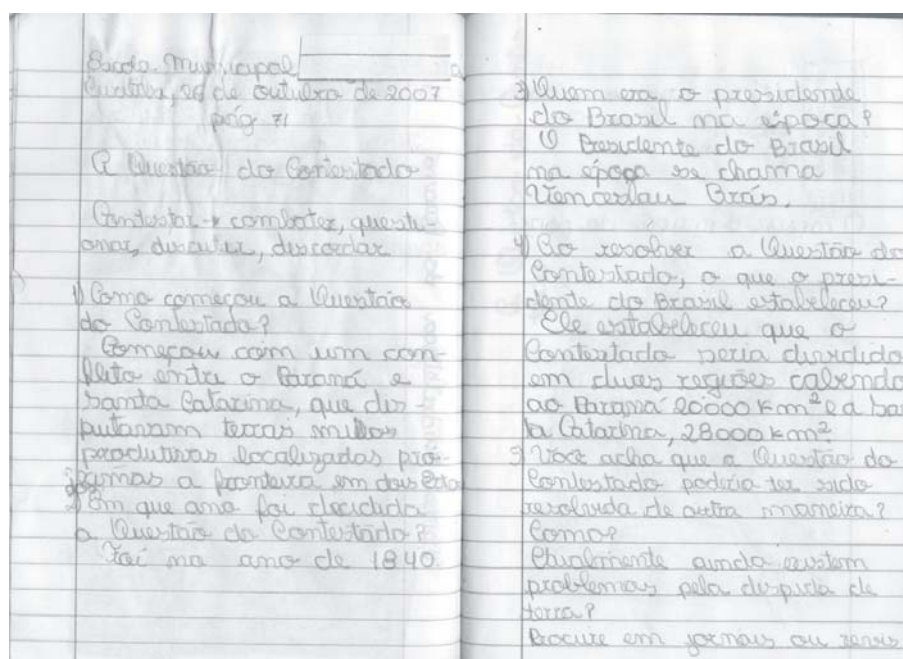 Escola Municipal
Curitiba, 26 de outubro de 2007
pág 71
A Questão do Contestado
Contestar → combater, questi-
onar, discutir, discordar
1) Como começou a Questão
do Contestado?
Começou com um con-
flito entre o Paraná e
Santa Catarina, que dis-
putavam terras muitos
produtivas localizadas pró-
ximas a fronteira em dois Esta
dos
2) Em que ano foi decidida
a Questão do Contestado?
Foi no ano de 1840.
3) Quem era o presidente
do Brasil na época?
O Presidente do Brasil
na época se chama
Venceslau Brás.
4) Ao resolver a Questão do
Contestado, o que o presi-
dente do Brasil estabeleceu?
Ele estabeleceu que o
Contestado seria dividido
em duas regiões cabendo
ao Paraná 20000 km² e a San
ta Catarina, 28000 km²
5) Você acha que a Questão do
Contestado poderia ter sido
resolvida de outra maneira?
Como?
Atualmente ainda existem
problemas pela dispida de
terra?
Procure em jornais ou revis